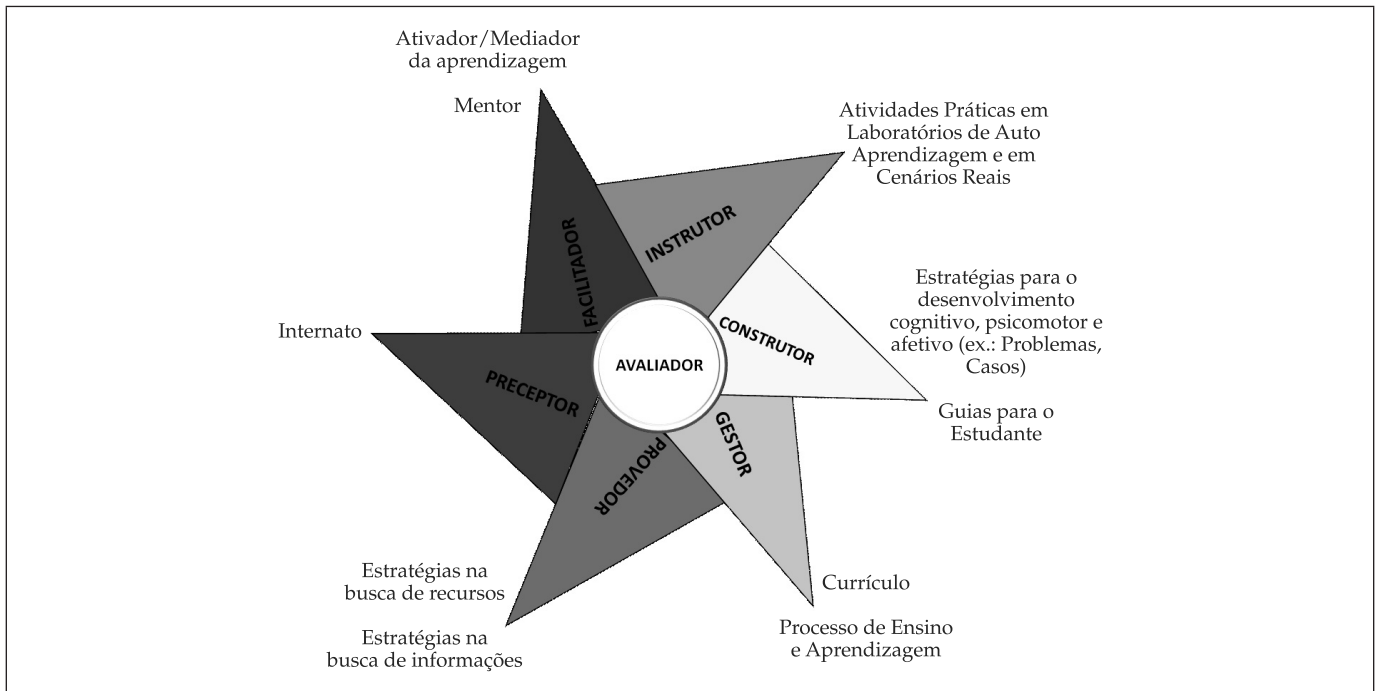 Ativador/Mediador
da aprendizagem
Mentor
Atividades Práticas em
Laboratórios de Auto
Aprendizagem e em
Cenários Reais
FACILITADOR
INSTRUTOR
Internato
PRECEPTOR
AVALIADOR
CONSTRUTOR
Estratégias para o
desenvolvimento
cognitivo, psicomotor e
afetivo (ex.: Problemas,
Casos)
Guias para o
Estudante
PROVEDOR
GESTOR
Estratégias na
busca de recursos
Estratégias na
busca de informações
Currículo
Processo de Ensino
e Aprendizagem